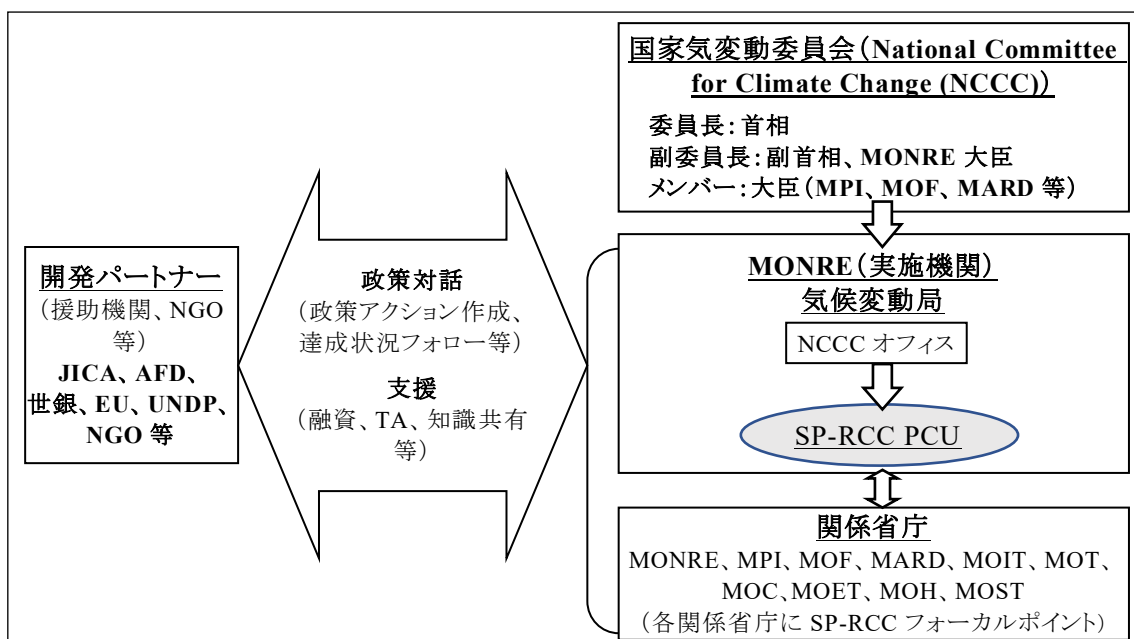 国家気変動委員会（National Committee
for Climate Change (NCCC)）
委員長：首相
副委員長：副首相、MONRE 大臣
メンバー：大臣（MPI、MOF、MARD 等）
開発パートナー
（援助機関、NGO
等）
JICA、AFD、
世銀、EU、UNDP、
NGO 等
政策対話
（政策アクション作成、
達成状況フォロー等）
支援
（融資、TA、知識共有
等）
MONRE（実施機関）
気候変動局
NCCC オフィス
SP-RCC PCU
関係省庁
MONRE、MPI、MOF、MARD、MOIT、MOT、
MOC、MOET、MOH、MOST
（各関係省庁に SP-RCC フォーカルポイント）